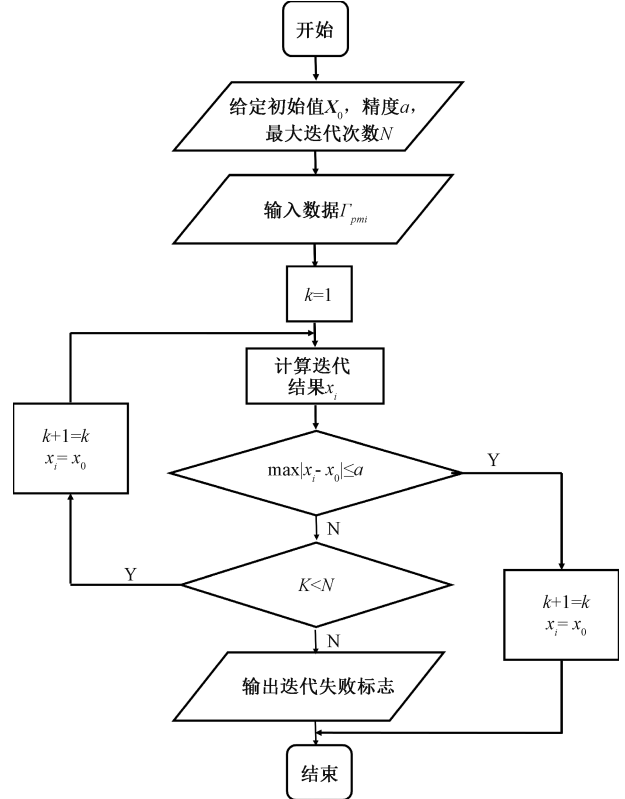 开始
给定初始值X₀，精度a，
最大迭代次数N
输入数据Γpmi
k=1
计算迭代
结果xᵢ
k+1=k
xᵢ= x₀
max|xᵢ- x₀|≤a
Y
N
Y
K<N
k+1=k
xᵢ= x₀
N
输出迭代失败标志
结束